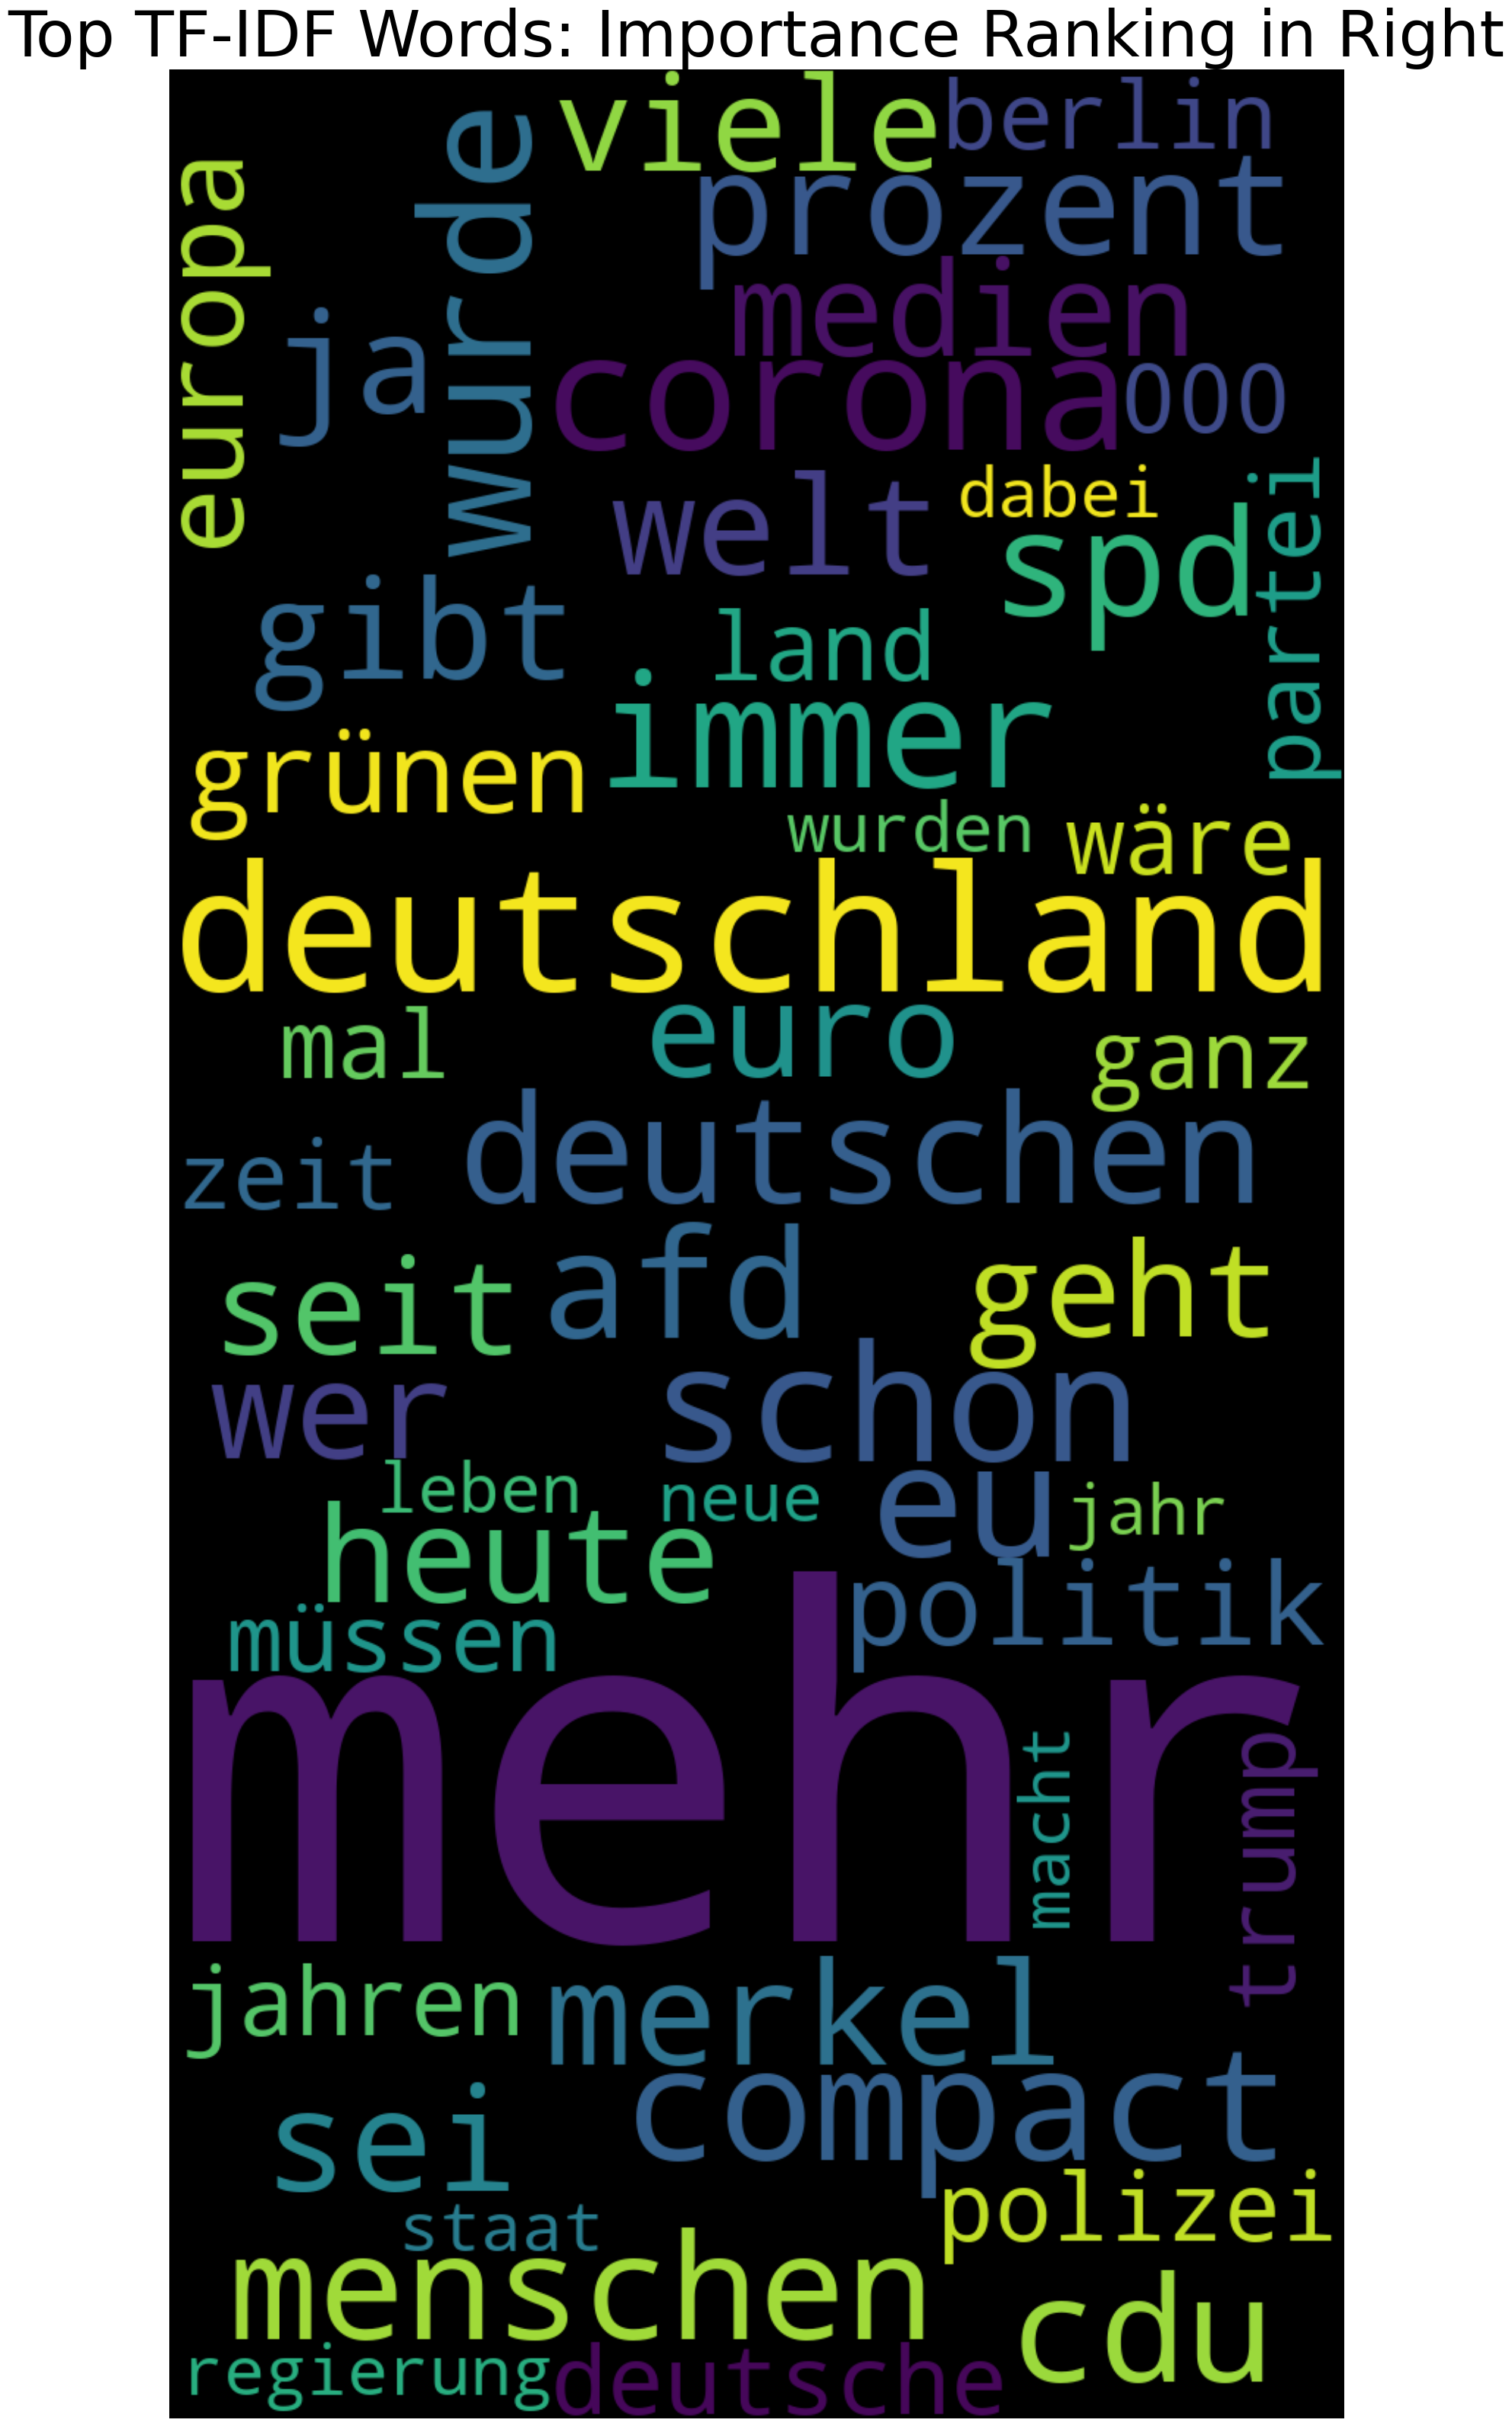 Top TF-IDF Words: Importance Ranking in Right
viele
berlin
europa
wurde
prozent
medien
ja
corona
000
welt
dabei
spd
partei
gibt
land
immer
grünen
wurden
wäre
deutschland
mal
euro
ganz
zeit
deutschen
seit
afd
geht
wer
schon
leben
neue
eu
jahr
heute
politik
müssen
mehr
macht
trump
jahren
merkel
sei
compact
staat
polizei
menschen
cdu
regierung
deutsche